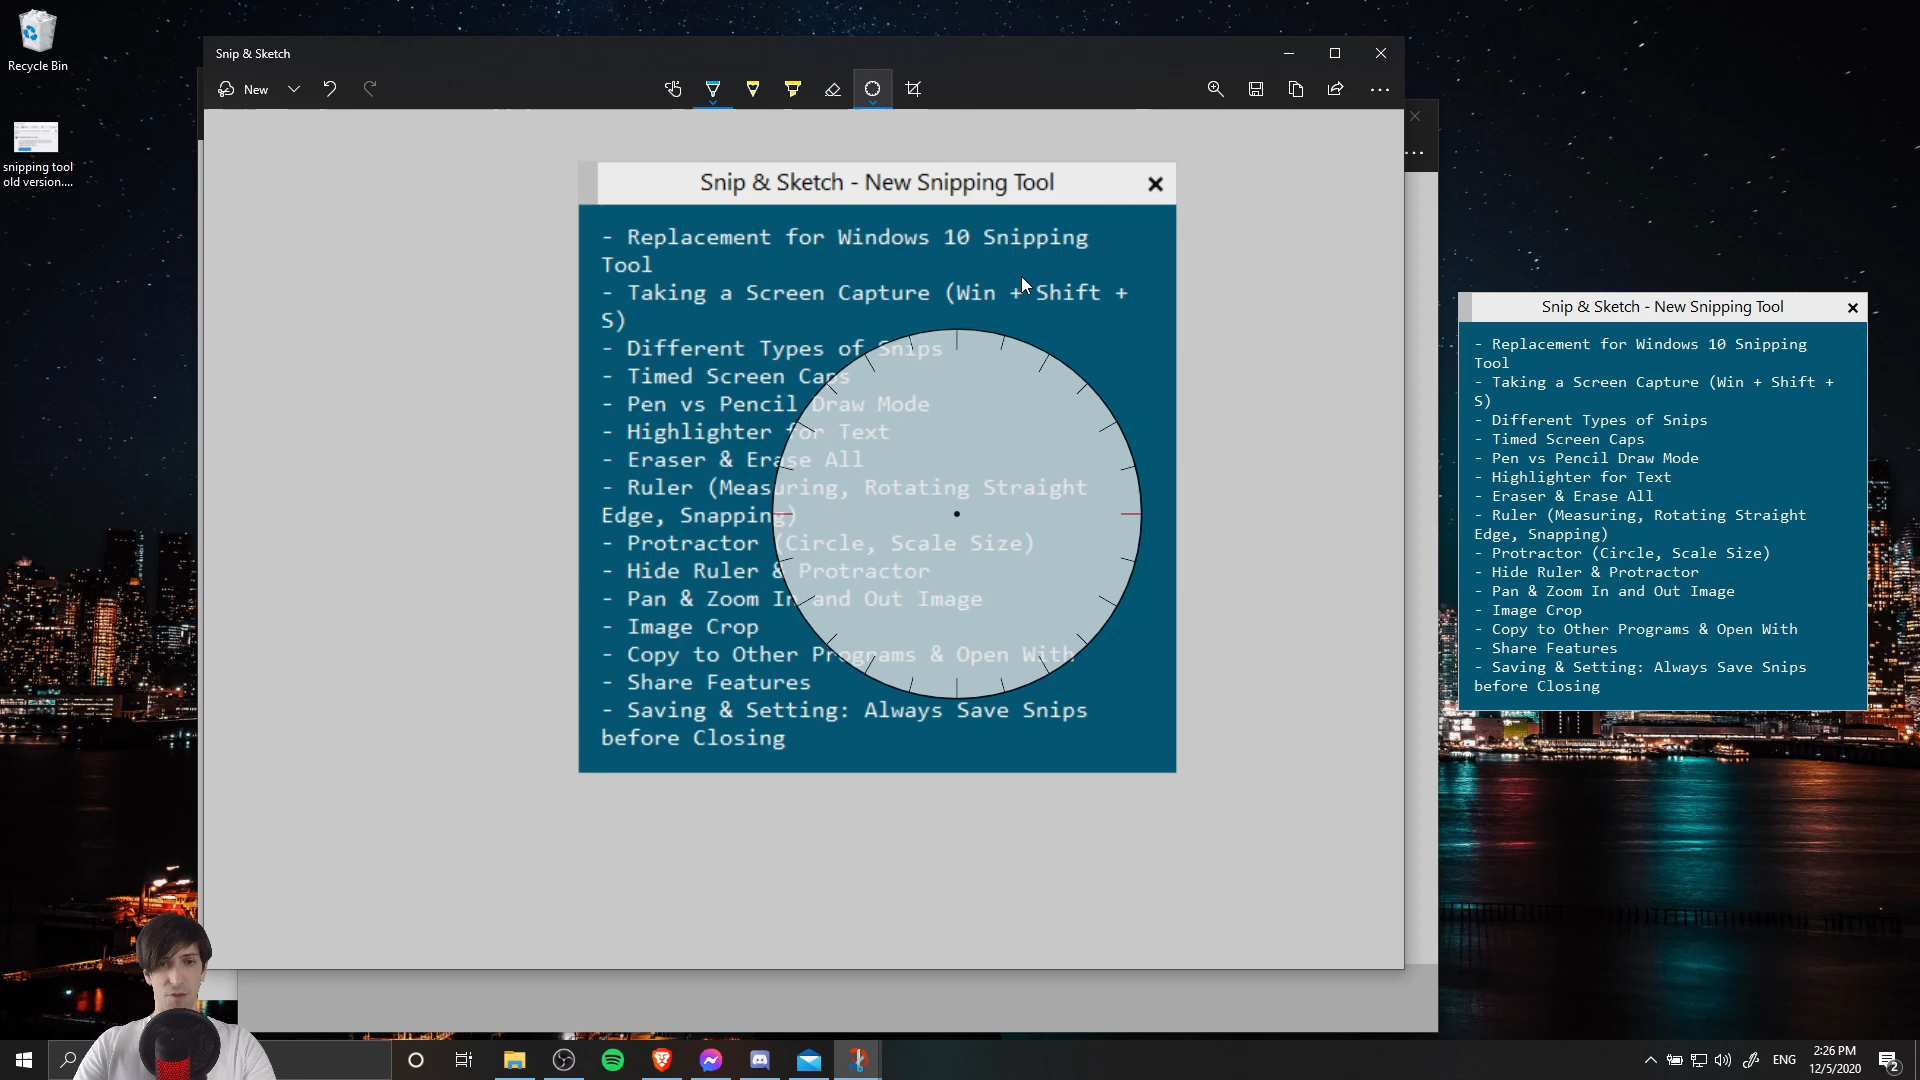 Recycle Bin
snipping tool
old version....
Snip & Sketch
New
Snip & Sketch - New Snipping Tool
- Replacement for Windows 10 Snipping
Tool
- Taking a Screen Capture (Win + Shift +
S)
- Different Types of Snips
- Timed Screen Caps
- Pen vs Pencil Draw Mode
- Highlighter for Text
- Eraser & Erase All
- Ruler (Measuring, Rotating Straight
Edge, Snapping)
- Protractor (Circle, Scale Size)
- Hide Ruler & Protractor
- Pan & Zoom In and Out Image
- Image Crop
- Copy to Other Programs & Open With
- Share Features
- Saving & Setting: Always Save Snips
before Closing
Snip & Sketch - New Snipping Tool
- Replacement for Windows 10 Snipping
Tool
- Taking a Screen Capture (Win + Shift +
S)
- Different Types of Snips
- Timed Screen Caps
- Pen vs Pencil Draw Mode
- Highlighter for Text
- Eraser & Erase All
- Ruler (Measuring, Rotating Straight
Edge, Snapping)
- Protractor (Circle, Scale Size)
- Hide Ruler & Protractor
- Pan & Zoom In and Out Image
- Image Crop
- Copy to Other Programs & Open With
- Share Features
- Saving & Setting: Always Save Snips
before Closing
ENG
2:26 PM
12/5/2020
2